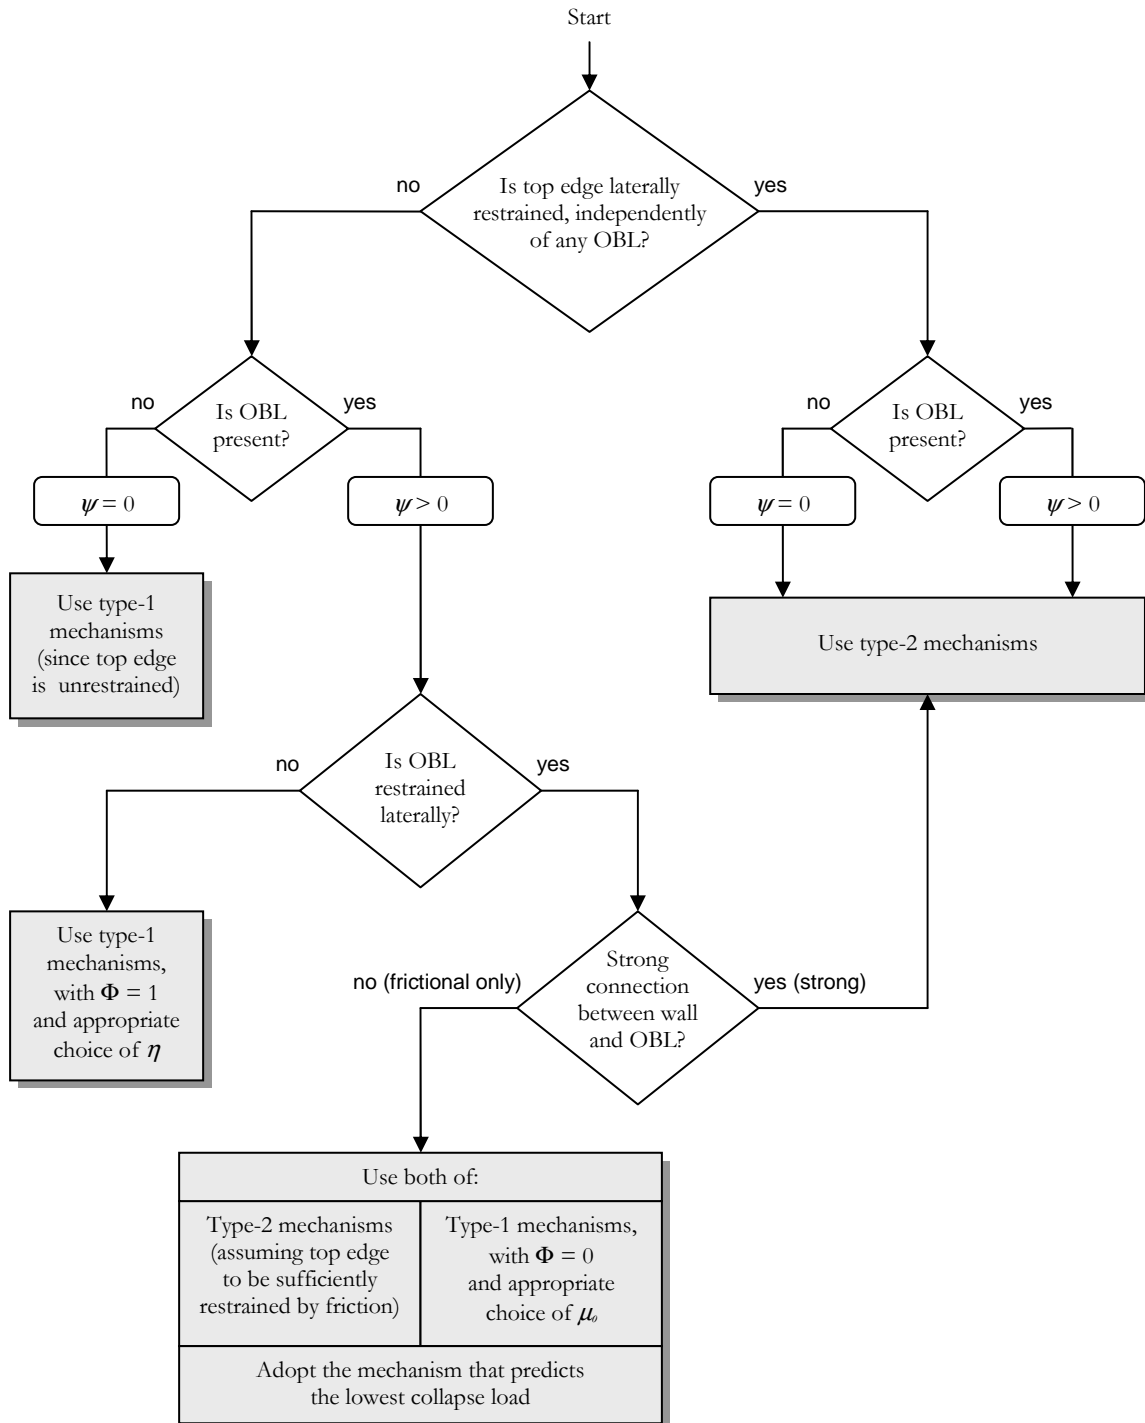 Start
Is top edge laterally
restrained, independently
of any OBL?
no
yes
Is OBL
present?
no
yes
Is OBL
present?
no
yes
ψ = 0
ψ > 0
ψ = 0
ψ > 0
Use type-1
mechanisms
(since top edge
is unrestrained)
Use type-2 mechanisms
Is OBL
restrained
laterally?
no
yes
Use type-1
mechanisms,
with Φ = 1
and appropriate
choice of η
Strong
connection
between wall
and OBL?
no (frictional only)
yes (strong)
Use both of:
Type-2 mechanisms
(assuming top edge
to be sufficiently
restrained by friction)
Type-1 mechanisms,
with Φ = 0
and appropriate
choice of μₒ
Adopt the mechanism that predicts
the lowest collapse load